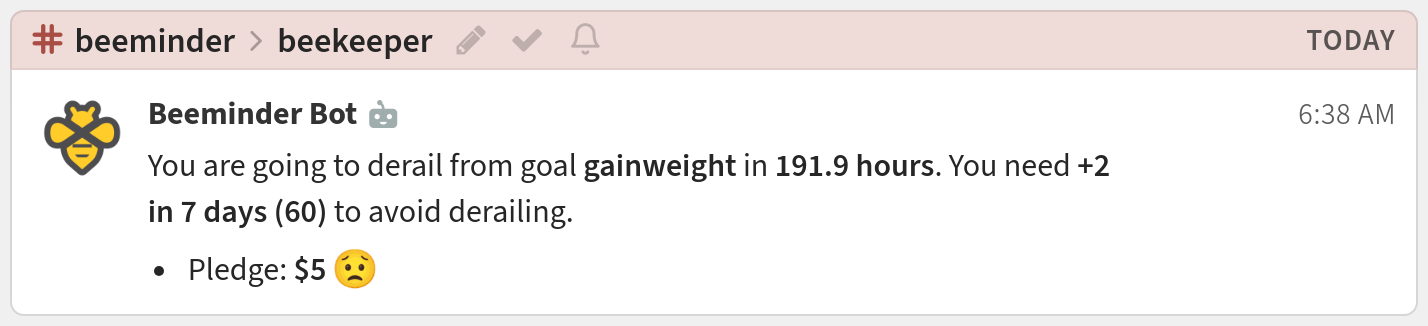 # beeminder > beekeeper TODAY
Beeminder Bot 6:38 AM
You are going to derail from goal gainweight in 191.9 hours. You need +2
in 7 days (60) to avoid derailing.
• Pledge: $5 😟